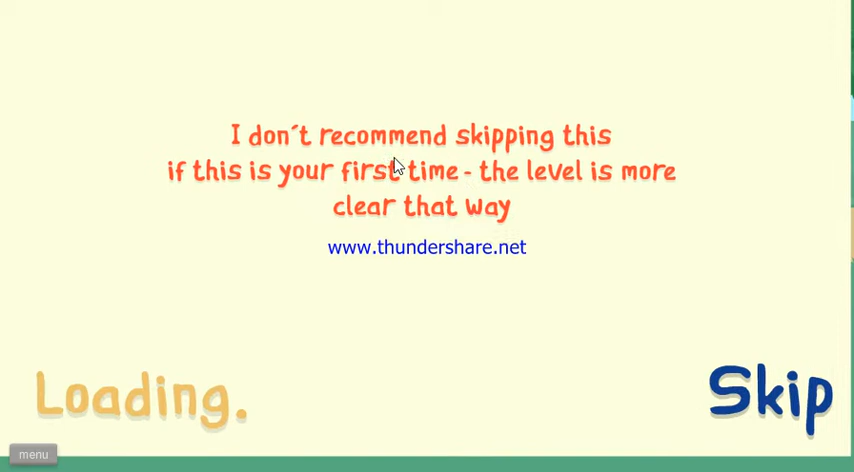 I don´t recommend skipping this
if this is your first time - the level is more
clear that way
www.thundershare.net
Loading.
Skip
menu